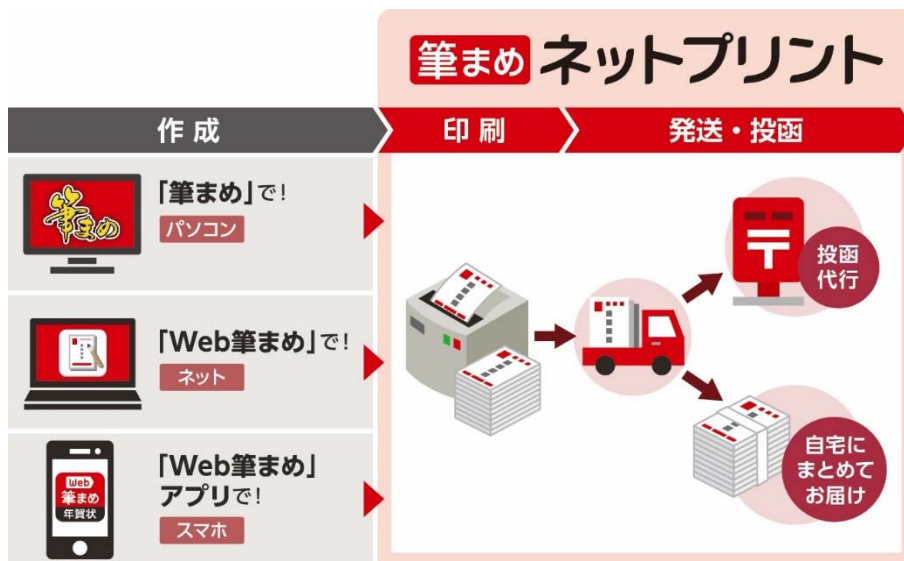 筆まめ ネットプリント
作成 印刷 発送・投函
筆まめ
「筆まめ」で!
パソコン
「Web筆まめ」で!
ネット
Web
筆まめ
年賀状
「Web筆まめ」
アプリで!
スマホ
〒
投函
代行
自宅に
まとめて
お届け